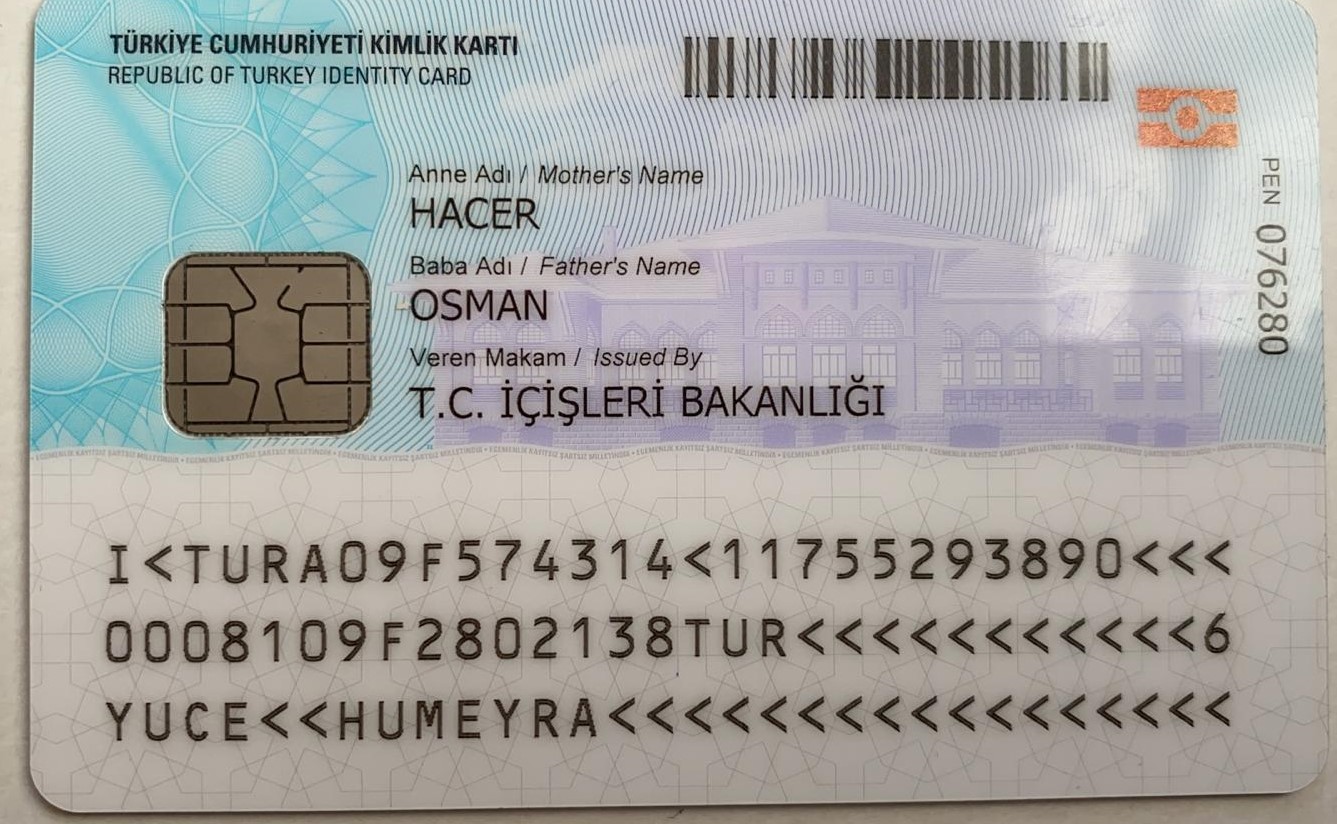 TÜRKİYE CUMHURİYETİ KİMLİK KARTI
REPUBLIC OF TURKEY IDENTITY CARD
Anne Adı / Mother's Name
HACER
Baba Adı / Father's Name
OSMAN
Veren Makam / Issued By
T.C. İÇİŞLERİ BAKANLIĞI
PEN 076280
I<TURA09F574314<11755293890<<<
0008109F2802138TUR<<<<<<<<<<<6
YUCE<<HUMEYRA<<<<<<<<<<<<<<<<<